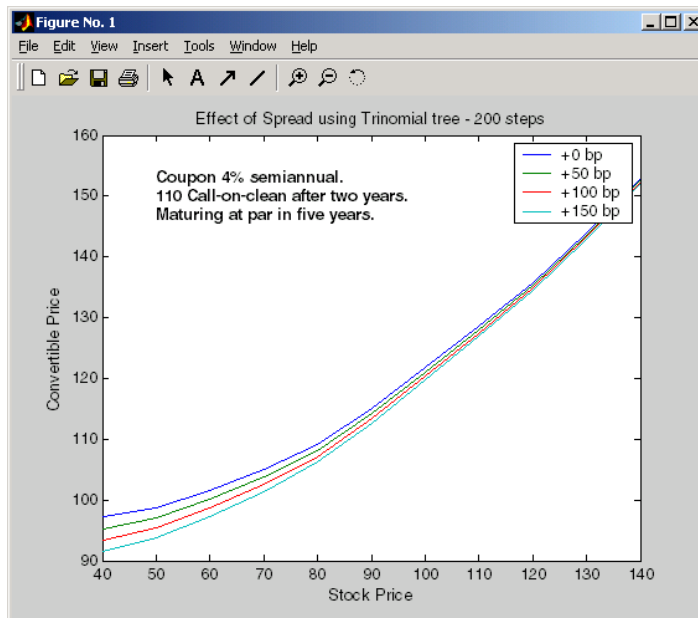 Figure No. 1
File Edit View Insert Tools Window Help
A
Effect of Spread using Trinomial tree - 200 steps
Coupon 4% semiannual.
110 Call-on-clean after two years.
Maturing at par in five years.
+0 bp
+50 bp
+100 bp
+150 bp
Convertible Price
160
150
140
130
120
110
100
90
40 50 60 70 80 90 100 110 120 130 140
Stock Price